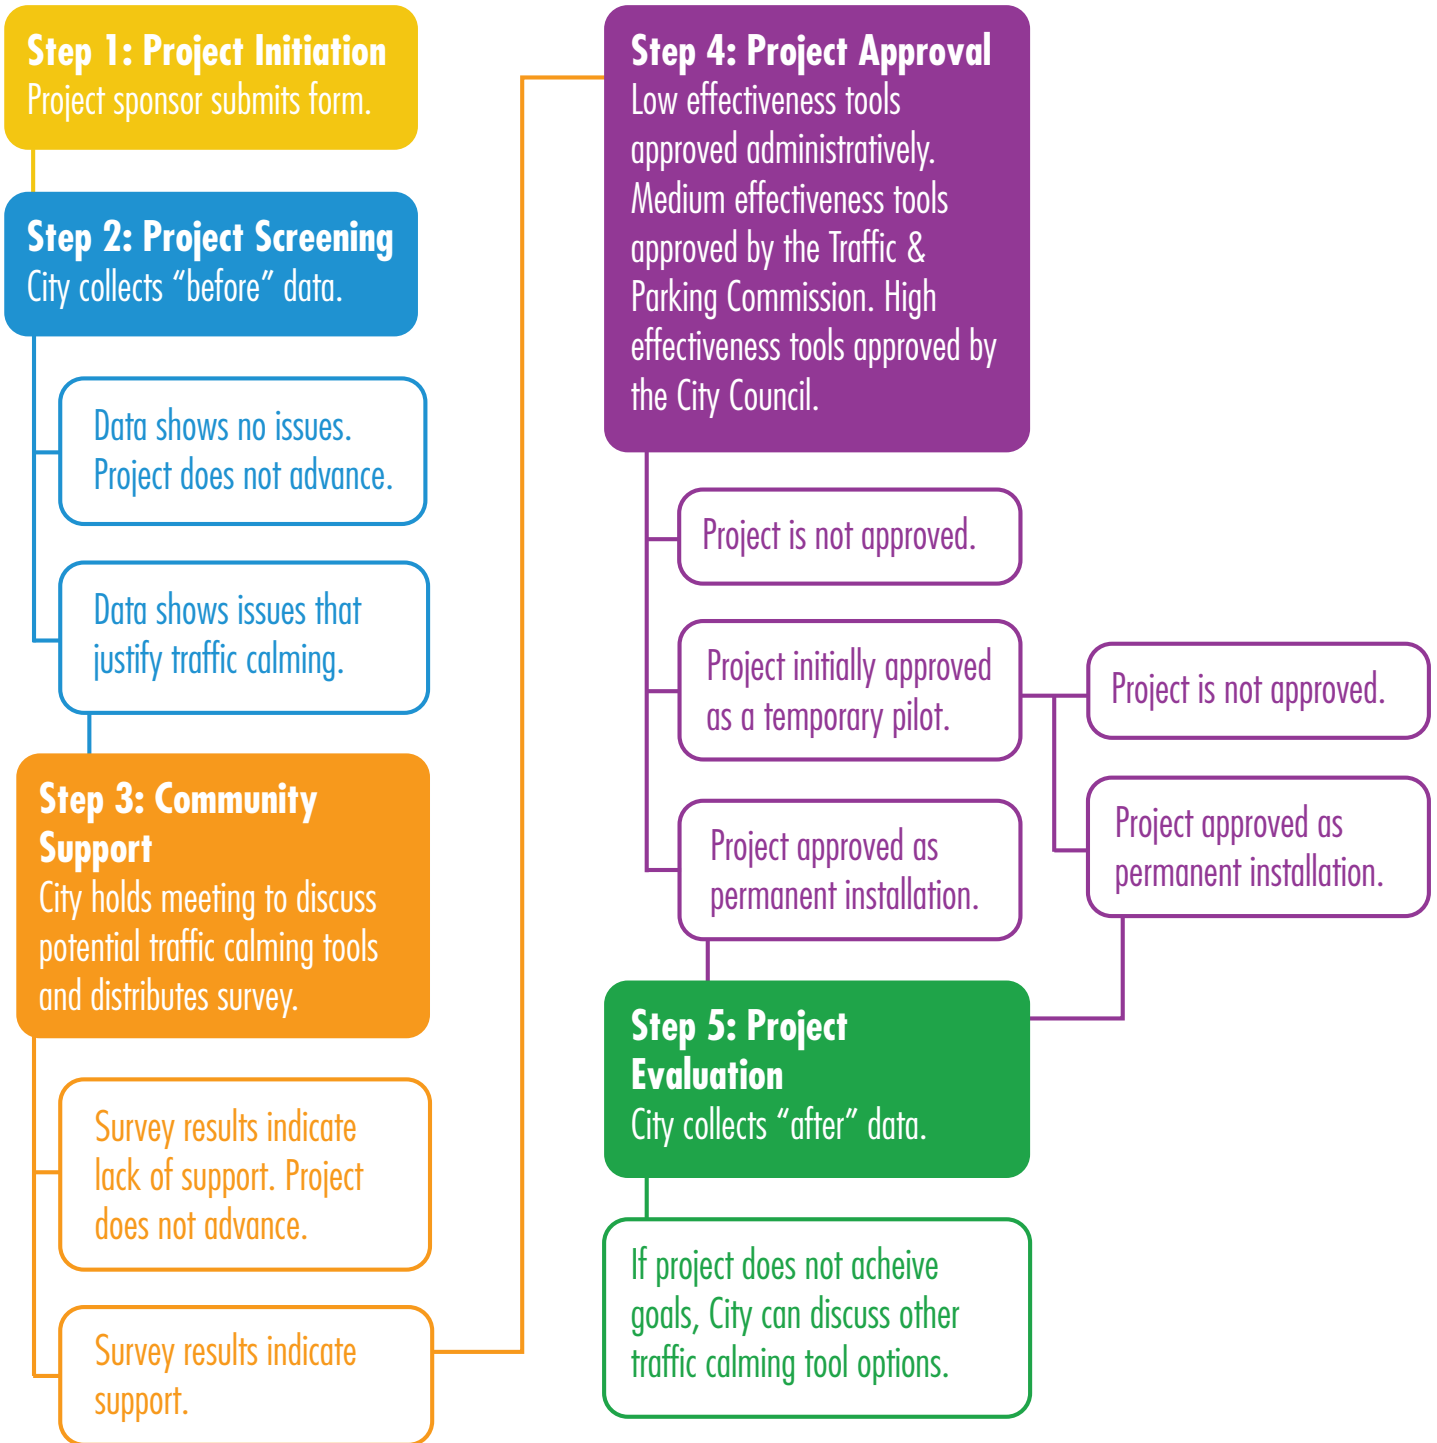 Step 1: Project Initiation
Project sponsor submits form.
Step 2: Project Screening
City collects “before” data.
Data shows no issues.
Project does not advance.
Data shows issues that
justify traffic calming.
Step 3: Community
Support
City holds meeting to discuss
potential traffic calming tools
and distributes survey.
Survey results indicate
lack of support. Project
does not advance.
Survey results indicate
support.
Step 4: Project Approval
Low effectiveness tools
approved administratively.
Medium effectiveness tools
approved by the Traffic &
Parking Commission. High
effectiveness tools approved by
the City Council.
Project is not approved.
Project initially approved
as a temporary pilot.
Project is not approved.
Project approved as
permanent installation.
Project approved as
permanent installation.
Step 5: Project
Evaluation
City collects “after” data.
If project does not acheive
goals, City can discuss other
traffic calming tool options.